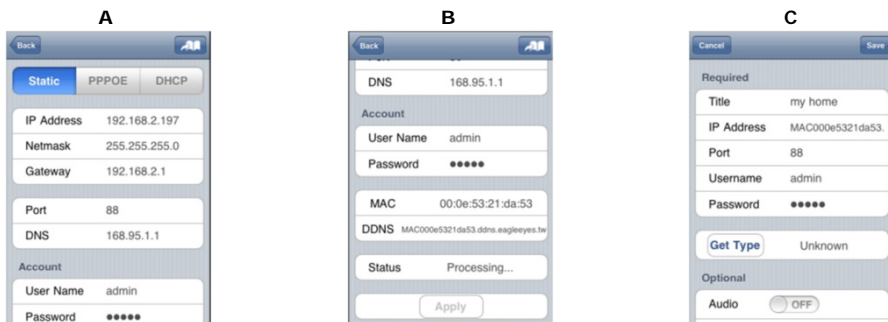 A
Back
Static PPPOE DHCP
IP Address 192.168.2.197
Netmask 255.255.255.0
Gateway 192.168.2.1
Port 88
DNS 168.95.1.1
Account
User Name admin
Password •••••
B
Back
DNS 168.95.1.1
Account
User Name admin
Password •••••
MAC 00:0e:53:21:da:53
DDNS MAC000e5321da53.ddns.eagleeyes.tw
Status Processing...
Apply
C
Cancel Save
Required
Title my home
IP Address MAC000e5321da53.
Port 88
Username admin
Password •••••
Get Type Unknown
Optional
Audio OFF